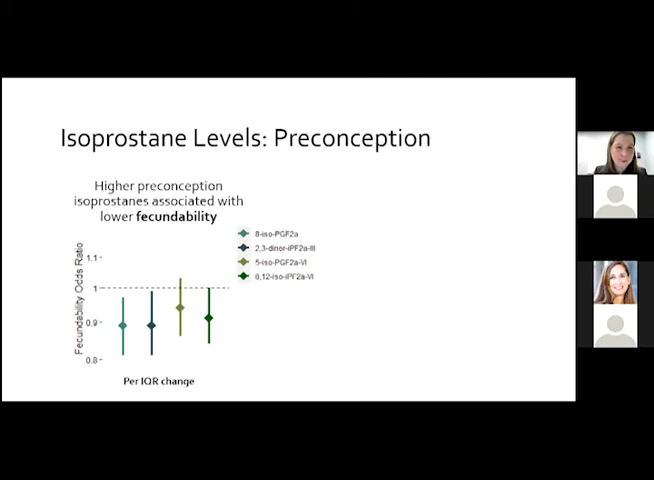 Isoprostane Levels: Preconception
Higher preconception
isoprostanes associated with
lower fecundability
8-iso-PGF2a
2,3-dinor-iPF2a-III
5-iso-PGF2a-VI
8,12-iso-iPF2a-VI
Fecundability Odds Ratio
1.1
1
0.9
0.8
Per IQR change